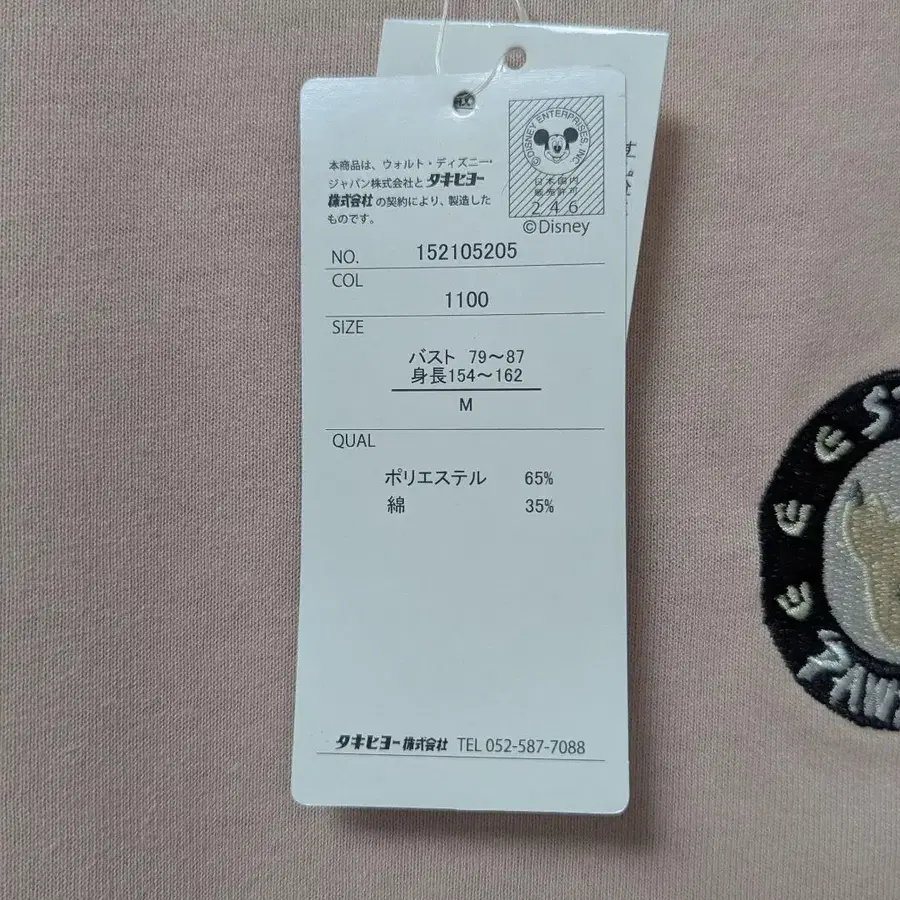 本商品は、ウォルト・ディズニー・
ジャパン株式会社と タキヒヨー
株式会社 の契約により、製造した
ものです。
©DISNEY ENTERPRISES, INC.
日本国内
販売許可
246
©Disney
NO. 152105205
COL
1100
SIZE
バスト 79～87
身長154～162
M
QUAL
ポリエステル 65%
綿 35%
タキヒヨー株式会社 TEL 052-587-7088